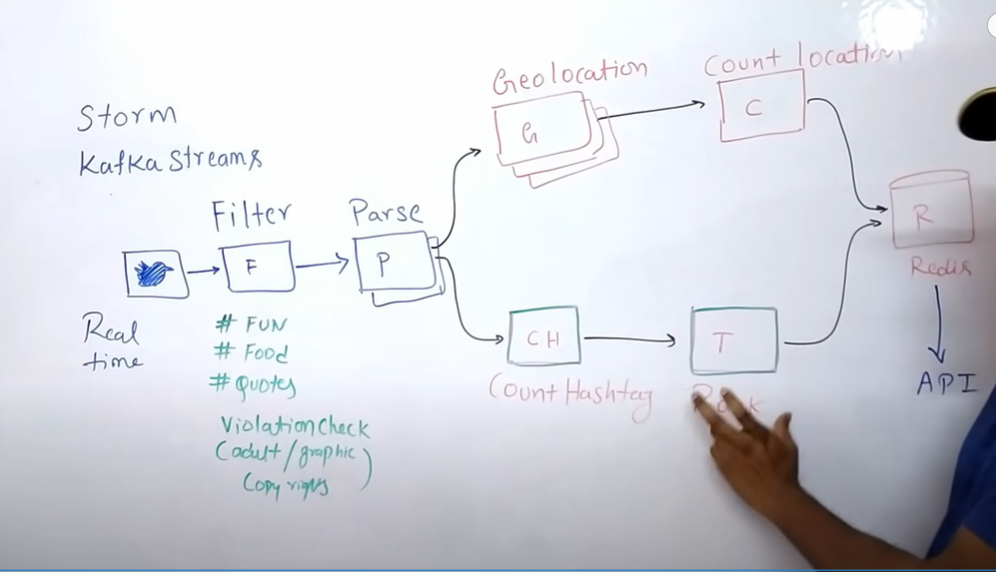 Storm
Kafka Streams
Filter
F
Real
time
# FUN
# Food
# Quotes
Violation Check
(adult/graphic
Copy rights)
Parse
P
Geolocation
G
Count location
C
CH
Count Hashtag
T
R
Redis
API